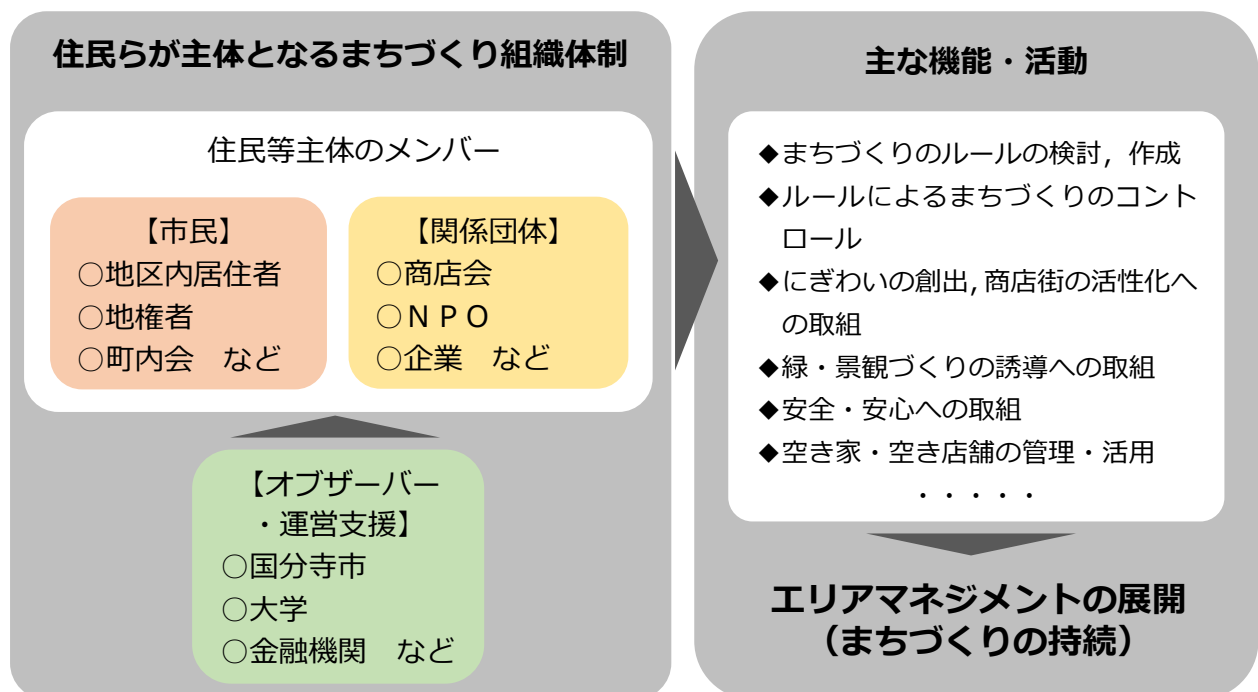 住民らが主体となるまちづくり組織体制
住民等主体のメンバー
【市民】
○地区内居住者
○地権者
○町内会　など
【関係団体】
○商店会
○ＮＰＯ
○企業　など
【オブザーバー
・運営支援】
○国分寺市
○大学
○金融機関　など
主な機能・活動
◆まちづくりのルールの検討，作成
◆ルールによるまちづくりのコント
ロール
◆にぎわいの創出，商店街の活性化へ
の取組
◆緑・景観づくりの誘導への取組
◆安全・安心への取組
◆空き家・空き店舗の管理・活用
・・・・・
エリアマネジメントの展開
（まちづくりの持続）